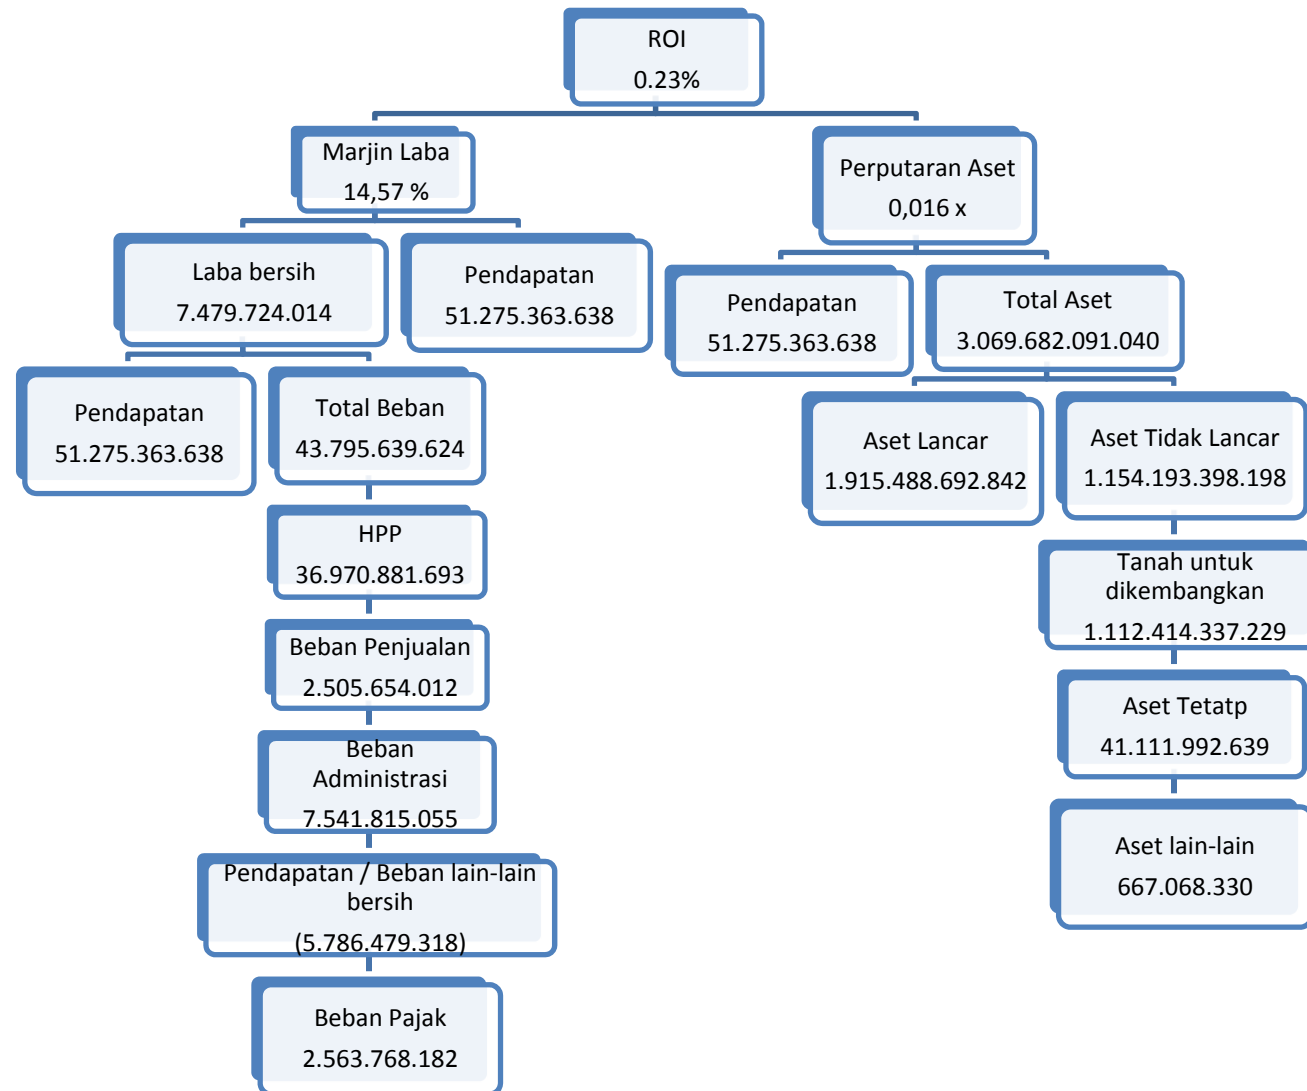 ROI
0.23%
Marjin Laba
14,57 %
Perputaran Aset
0,016 x
Laba bersih
7.479.724.014
Pendapatan
51.275.363.638
Pendapatan
51.275.363.638
Total Aset
3.069.682.091.040
Pendapatan
51.275.363.638
Total Beban
43.795.639.624
Aset Lancar
1.915.488.692.842
Aset Tidak Lancar
1.154.193.398.198
HPP
36.970.881.693
Tanah untuk
dikembangkan
1.112.414.337.229
Beban Penjualan
2.505.654.012
Aset Tetatp
41.111.992.639
Beban
Administrasi
7.541.815.055
Aset lain-lain
667.068.330
Pendapatan / Beban lain-lain
bersih
(5.786.479.318)
Beban Pajak
2.563.768.182